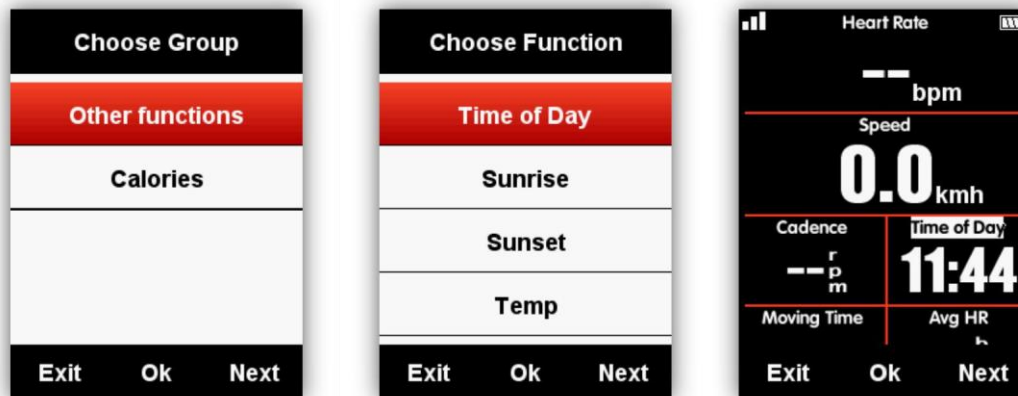 Choose Group
Other functions
Calories
Exit Ok Next
Choose Function
Time of Day
Sunrise
Sunset
Temp
Exit Ok Next
Heart Rate
-- bpm
Speed
0.0 kmh
Cadence
-- rpm
Time of Day
11:44
Moving Time
Avg HR
Exit Ok Next